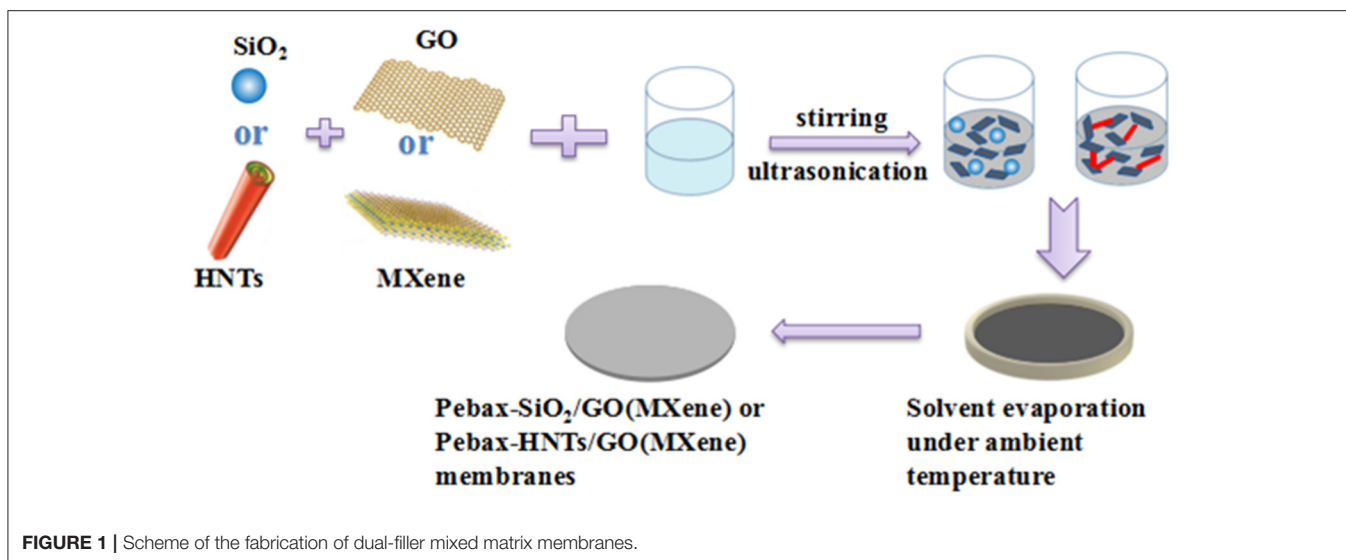 SiO₂
or
HNTs
GO
or
MXene
stirring
ultrasonication
Pebax-SiO₂/GO(MXene) or
Pebax-HNTs/GO(MXene)
membranes
Solvent evaporation
under ambient
temperature
FIGURE 1 | Scheme of the fabrication of dual-filler mixed matrix membranes.